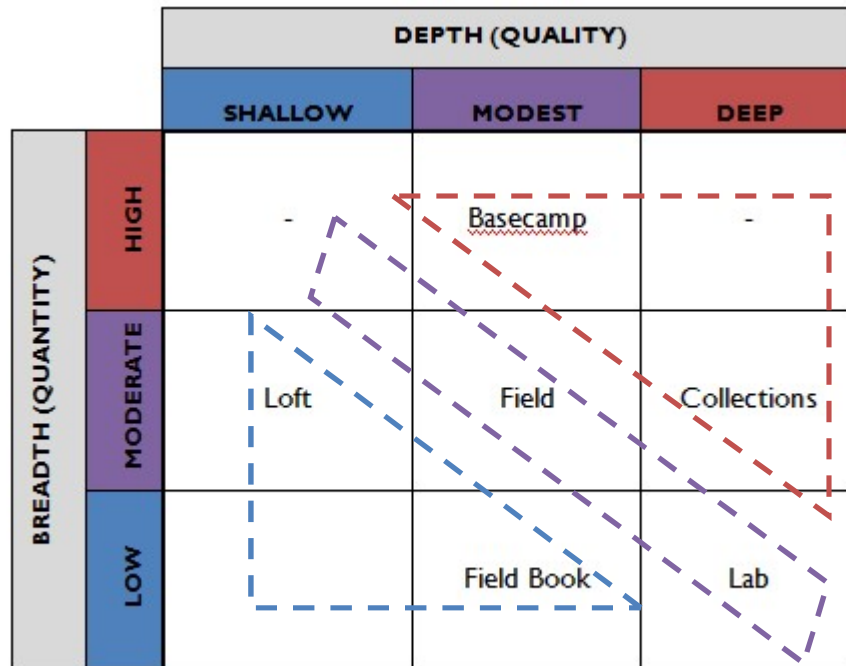 DEPTH (QUALITY)
SHALLOW MODEST DEEP
BREADTH (QUANTITY)
HIGH - Basecamp -
MODERATE Loft Field Collections
LOW Field Book Lab